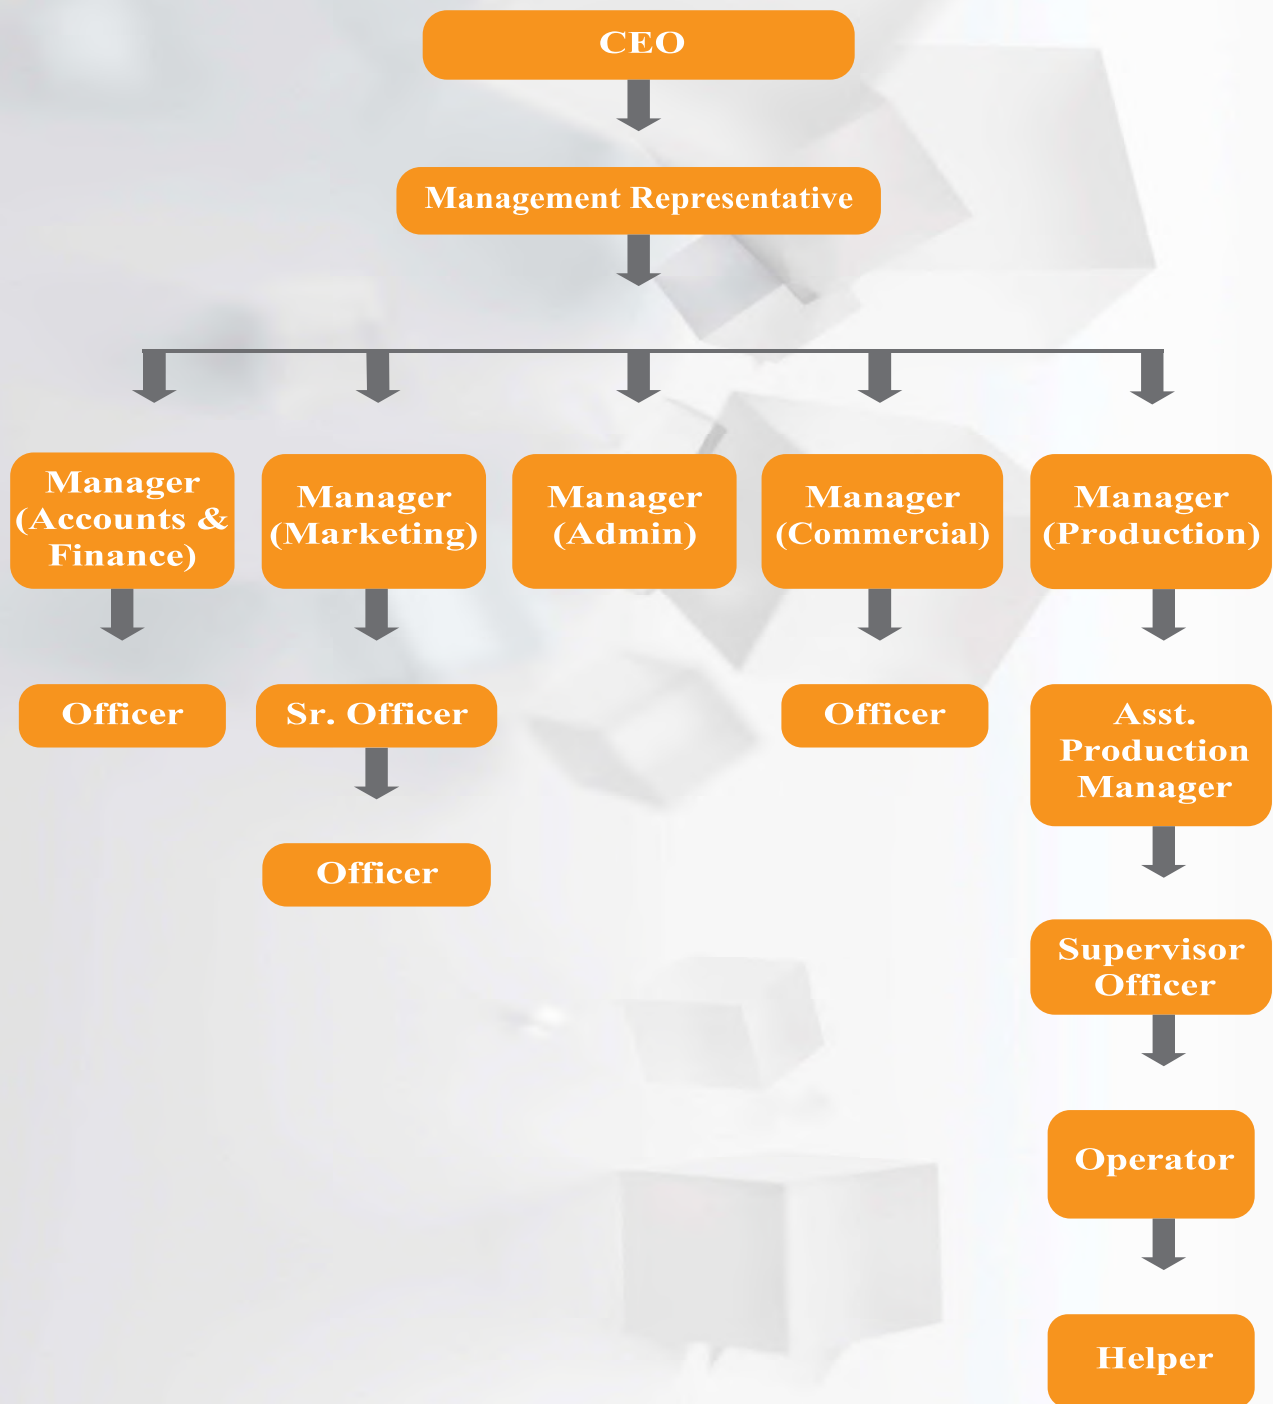 CEO
Management Representative
Manager
(Accounts &
Finance)
Manager
(Marketing)
Manager
(Admin)
Manager
(Commercial)
Manager
(Production)
Officer
Sr. Officer
Officer
Asst.
Production
Manager
Officer
Supervisor
Officer
Operator
Helper